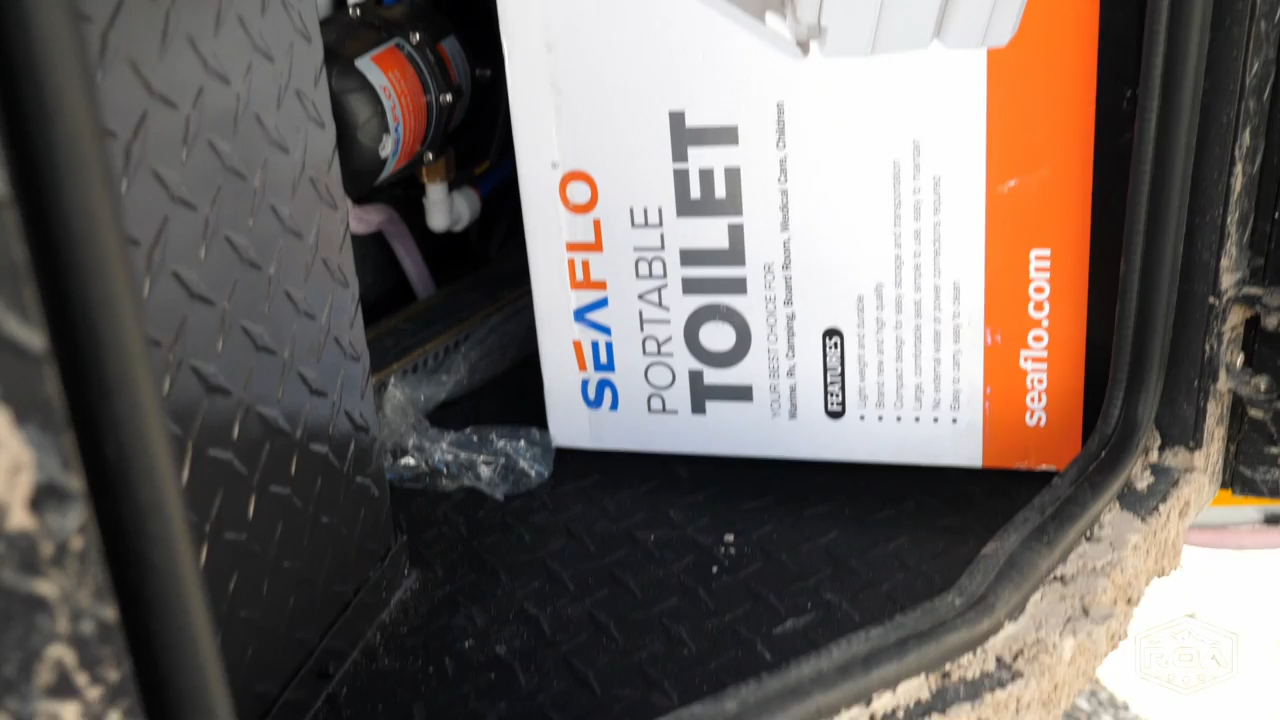 SEAFLO®
PORTABLE
TOILET
YOUR BEST CHOICE FOR
Marine, Rv, Camping, Board Room, Medical Care, Children
FEATURES
• Light weight and durable
• Brand new and high quality
• Compact design for easy storage and transportation
• Large, comfortable seat, simple to use, easy to maintain
• No external water or power connections required
• Easy to carry, easy to clean
seaflo.com
SEAFLO
ROA